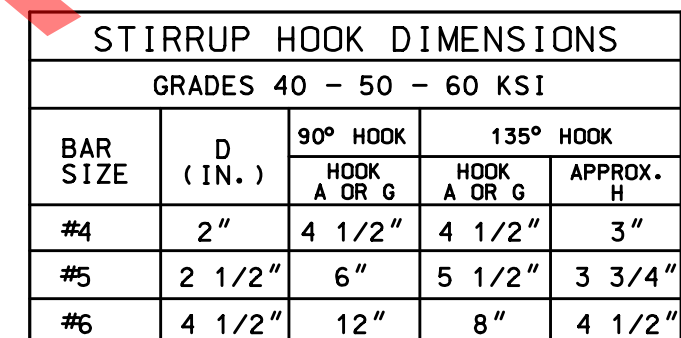 STIRRUP HOOK DIMENSIONS
GRADES 40 - 50 - 60 KSI
BAR SIZE D (IN.) 90° HOOK 135° HOOK
HOOK A OR G HOOK A OR G APPROX. H
#4 2" 4 1/2" 4 1/2" 3"
#5 2 1/2" 6" 5 1/2" 3 3/4"
#6 4 1/2" 12" 8" 4 1/2"